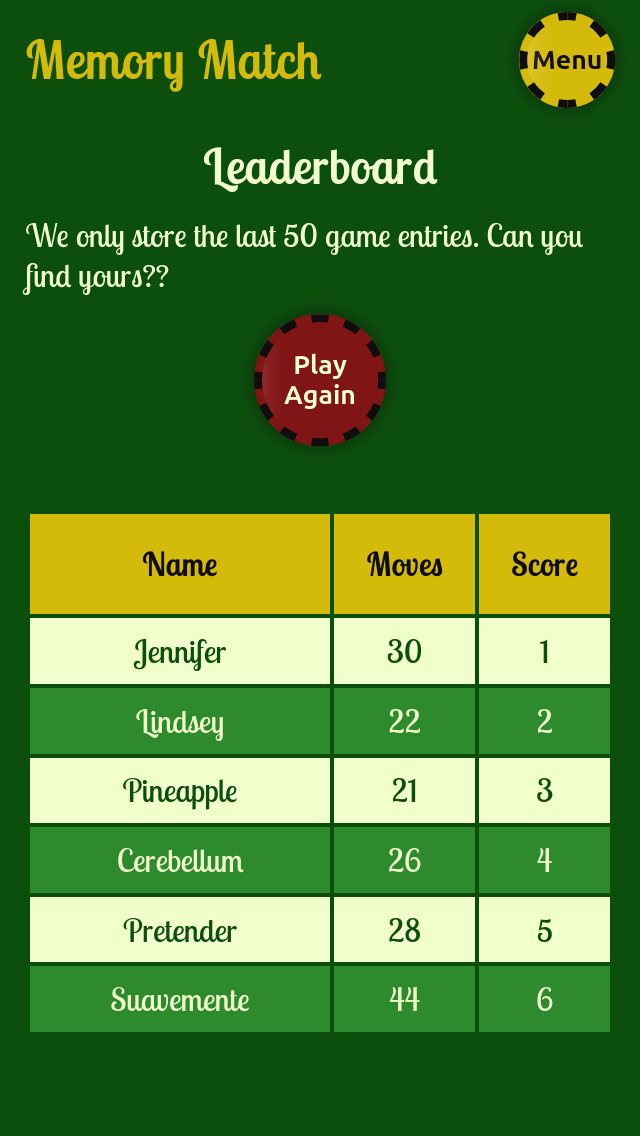 Memory Match
Menu
Leaderboard
We only store the last 50 game entries. Can you
find yours??
Play
Again
Name Moves Score
Jennifer 30 1
Lindsey 22 2
Pineapple 21 3
Cerebellum 26 4
Pretender 28 5
Suavemente 44 6